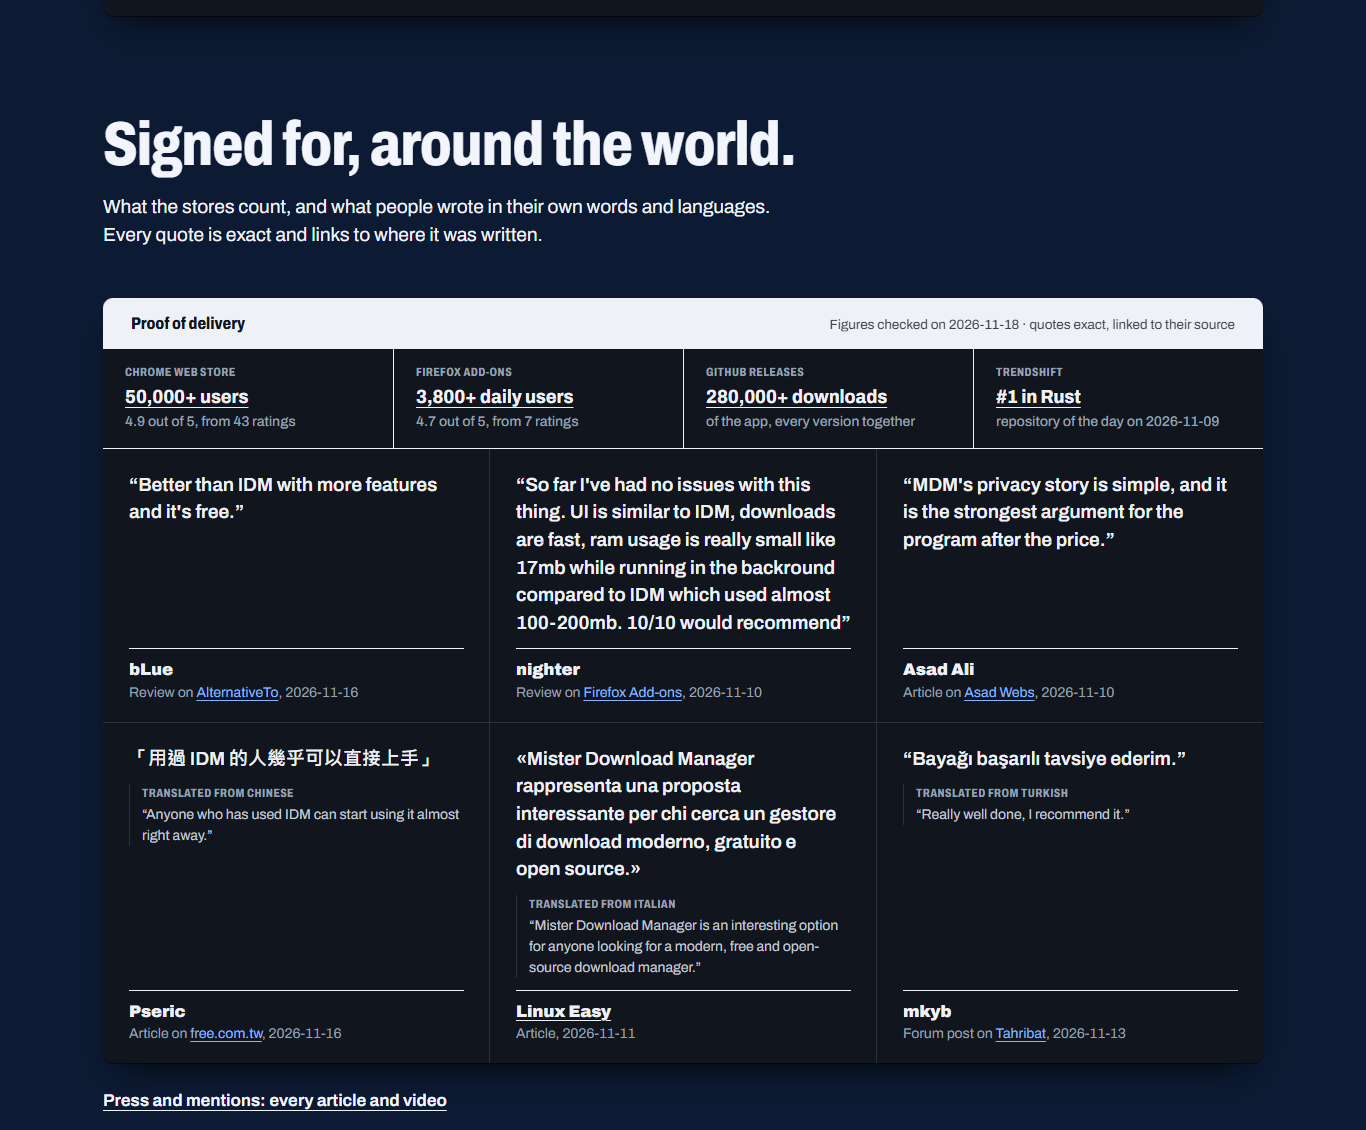 Signed for, around the world.
What the stores count, and what people wrote in their own words and languages.
Every quote is exact and links to where it was written.
Proof of delivery
Figures checked on 2026-11-18 · quotes exact, linked to their source
CHROME WEB STORE
50,000+ users
4.9 out of 5, from 43 ratings
FIREFOX ADD-ONS
3,800+ daily users
4.7 out of 5, from 7 ratings
GITHUB RELEASES
280,000+ downloads
of the app, every version together
TRENDSHIFT
#1 in Rust
repository of the day on 2026-11-09
“Better than IDM with more features
and it's free.”
bLue
Review on AlternativeTo, 2026-11-16
“So far I've had no issues with this
thing. UI is similar to IDM, downloads
are fast, ram usage is really small like
17mb while running in the backround
compared to IDM which used almost
100-200mb. 10/10 would recommend”
nighter
Review on Firefox Add-ons, 2026-11-10
“MDM's privacy story is simple, and it
is the strongest argument for the
program after the price.”
Asad Ali
Article on Asad Webs, 2026-11-10
「用過 IDM 的人幾乎可以直接上手」
TRANSLATED FROM CHINESE
“Anyone who has used IDM can start using it almost
right away.”
Pseric
Article on free.com.tw, 2026-11-16
«Mister Download Manager
rappresenta una proposta
interessante per chi cerca un gestore
di download moderno, gratuito e
open source.»
TRANSLATED FROM ITALIAN
“Mister Download Manager is an interesting option
for anyone looking for a modern, free and open-
source download manager.”
Linux Easy
Article, 2026-11-11
“Bayağı başarılı tavsiye ederim.”
TRANSLATED FROM TURKISH
“Really well done, I recommend it.”
mkyb
Forum post on Tahribat, 2026-11-13
Press and mentions: every article and video